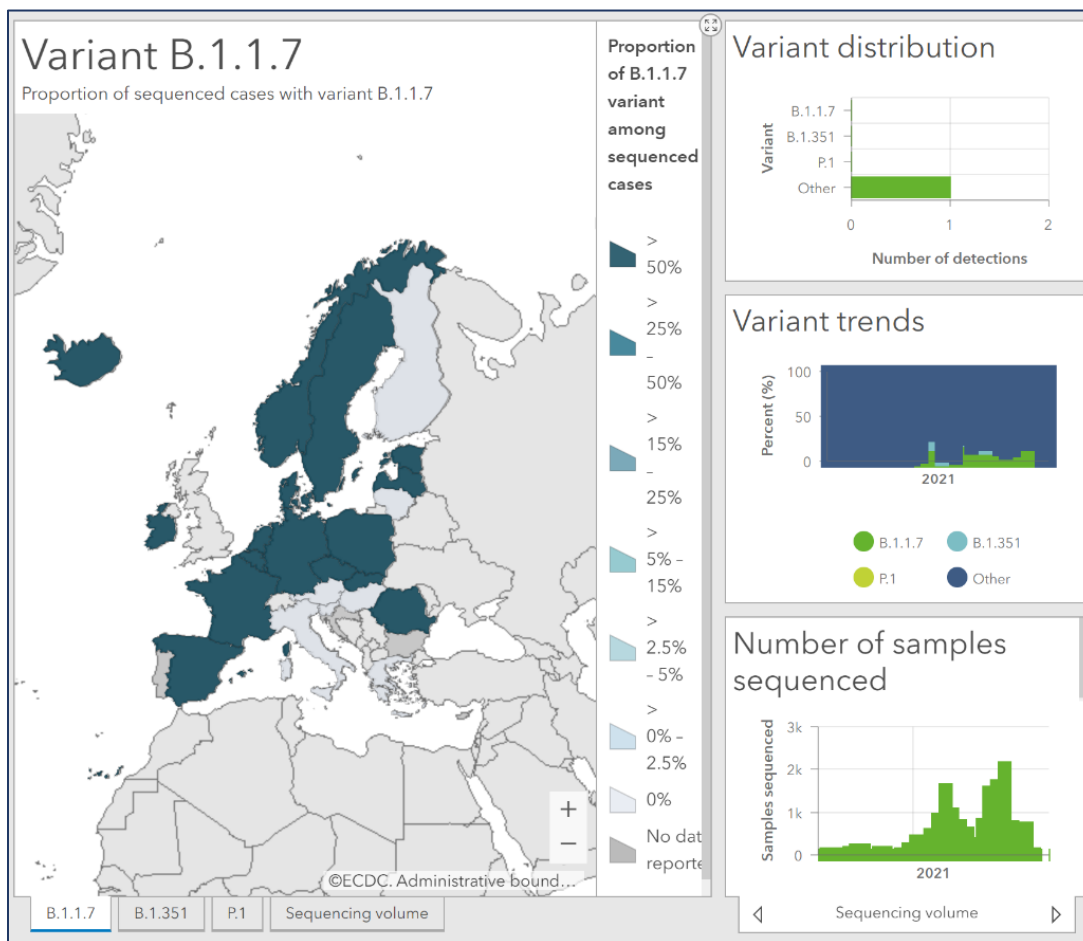 Variant B.1.1.7
Proportion of sequenced cases with variant B.1.1.7
Proportion
of B.1.1.7
variant
among
sequenced
cases
>
50%
>
25%
–
50%
>
15%
–
25%
>
5% –
15%
>
2.5%
– 5%
>
0% –
2.5%
0%
No dat
reporte
+
−
©ECDC. Administrative bound...
B.1.1.7
B.1.351
P.1
Sequencing volume
Variant distribution
Variant
B.1.1.7
B.1.351
P.1
Other
0 1 2
Number of detections
Variant trends
Percent (%)
100
50
0
2021
B.1.1.7 B.1.351
P.1 Other
Number of samples
sequenced
Samples sequenced
3k
2k
1k
0
2021
Sequencing volume